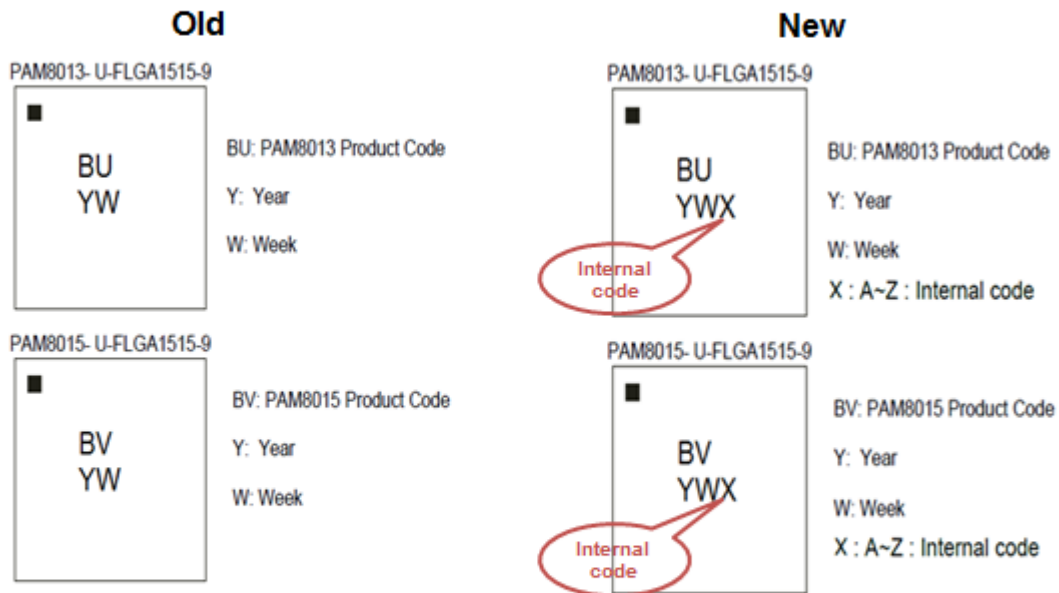 Old
PAM8013- U-FLGA1515-9
BU
YW
BU: PAM8013 Product Code
Y: Year
W: Week
PAM8015- U-FLGA1515-9
BV
YW
BV: PAM8015 Product Code
Y: Year
W: Week
New
PAM8013- U-FLGA1515-9
BU
YWX
Internal
code
BU: PAM8013 Product Code
Y: Year
W: Week
X : A~Z : Internal code
PAM8015- U-FLGA1515-9
BV
YWX
Internal
code
BV: PAM8015 Product Code
Y: Year
W: Week
X : A~Z : Internal code